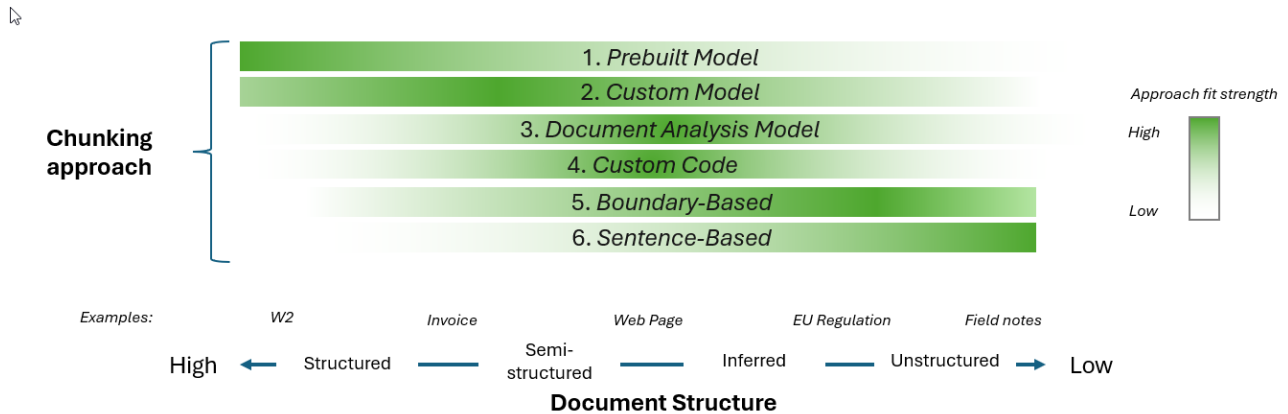 1. Prebuilt Model
2. Custom Model
3. Document Analysis Model
4. Custom Code
5. Boundary-Based
6. Sentence-Based
Chunking
approach
Approach fit strength
High
Low
Examples:
W2
Invoice
Web Page
EU Regulation
Field notes
High
Structured
Semi-
structured
Inferred
Unstructured
Low
Document Structure